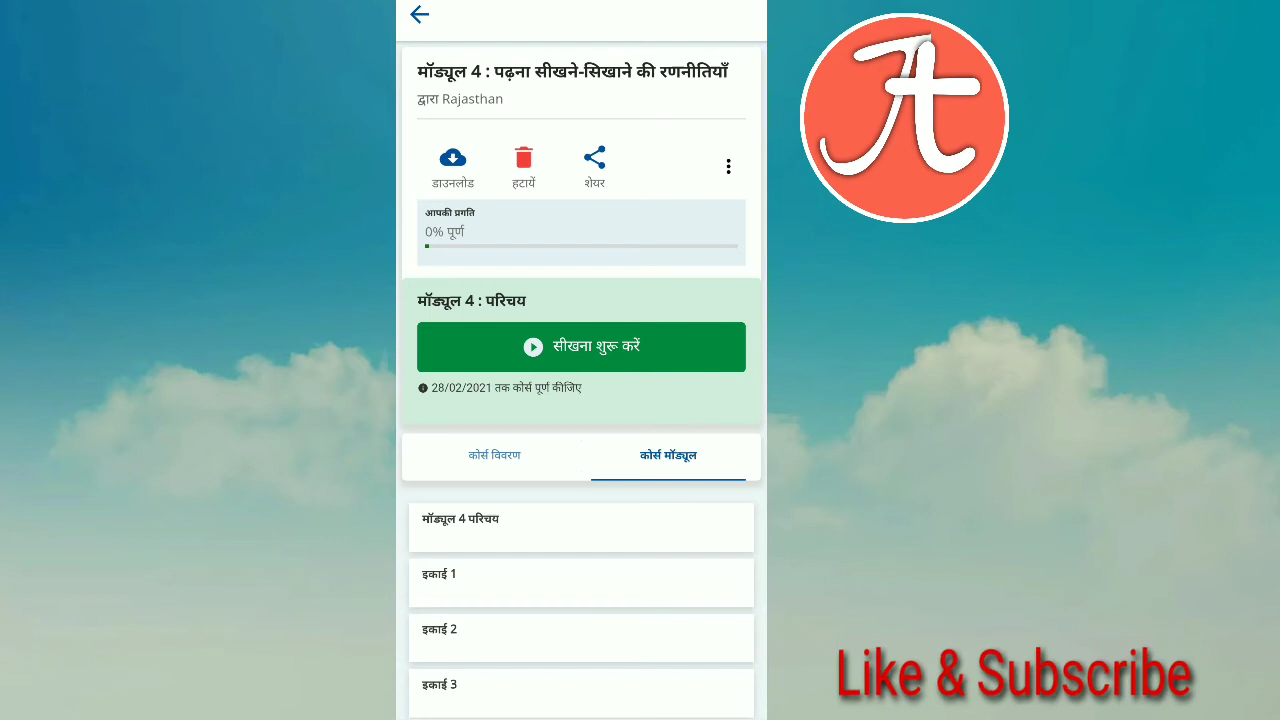 मॉड्यूल 4 : पढ़ना सीखने-सिखाने की रणनीतियाँ
द्वारा Rajasthan
डाउनलोड
हटायें
शेयर
आपकी प्रगति
0% पूर्ण
मॉड्यूल 4 : परिचय
सीखना शुरू करें
28/02/2021 तक कोर्स पूर्ण कीजिए
कोर्स विवरण
कोर्स मॉड्यूल
मॉड्यूल 4 परिचय
इकाई 1
इकाई 2
इकाई 3
At
Like & Subscribe